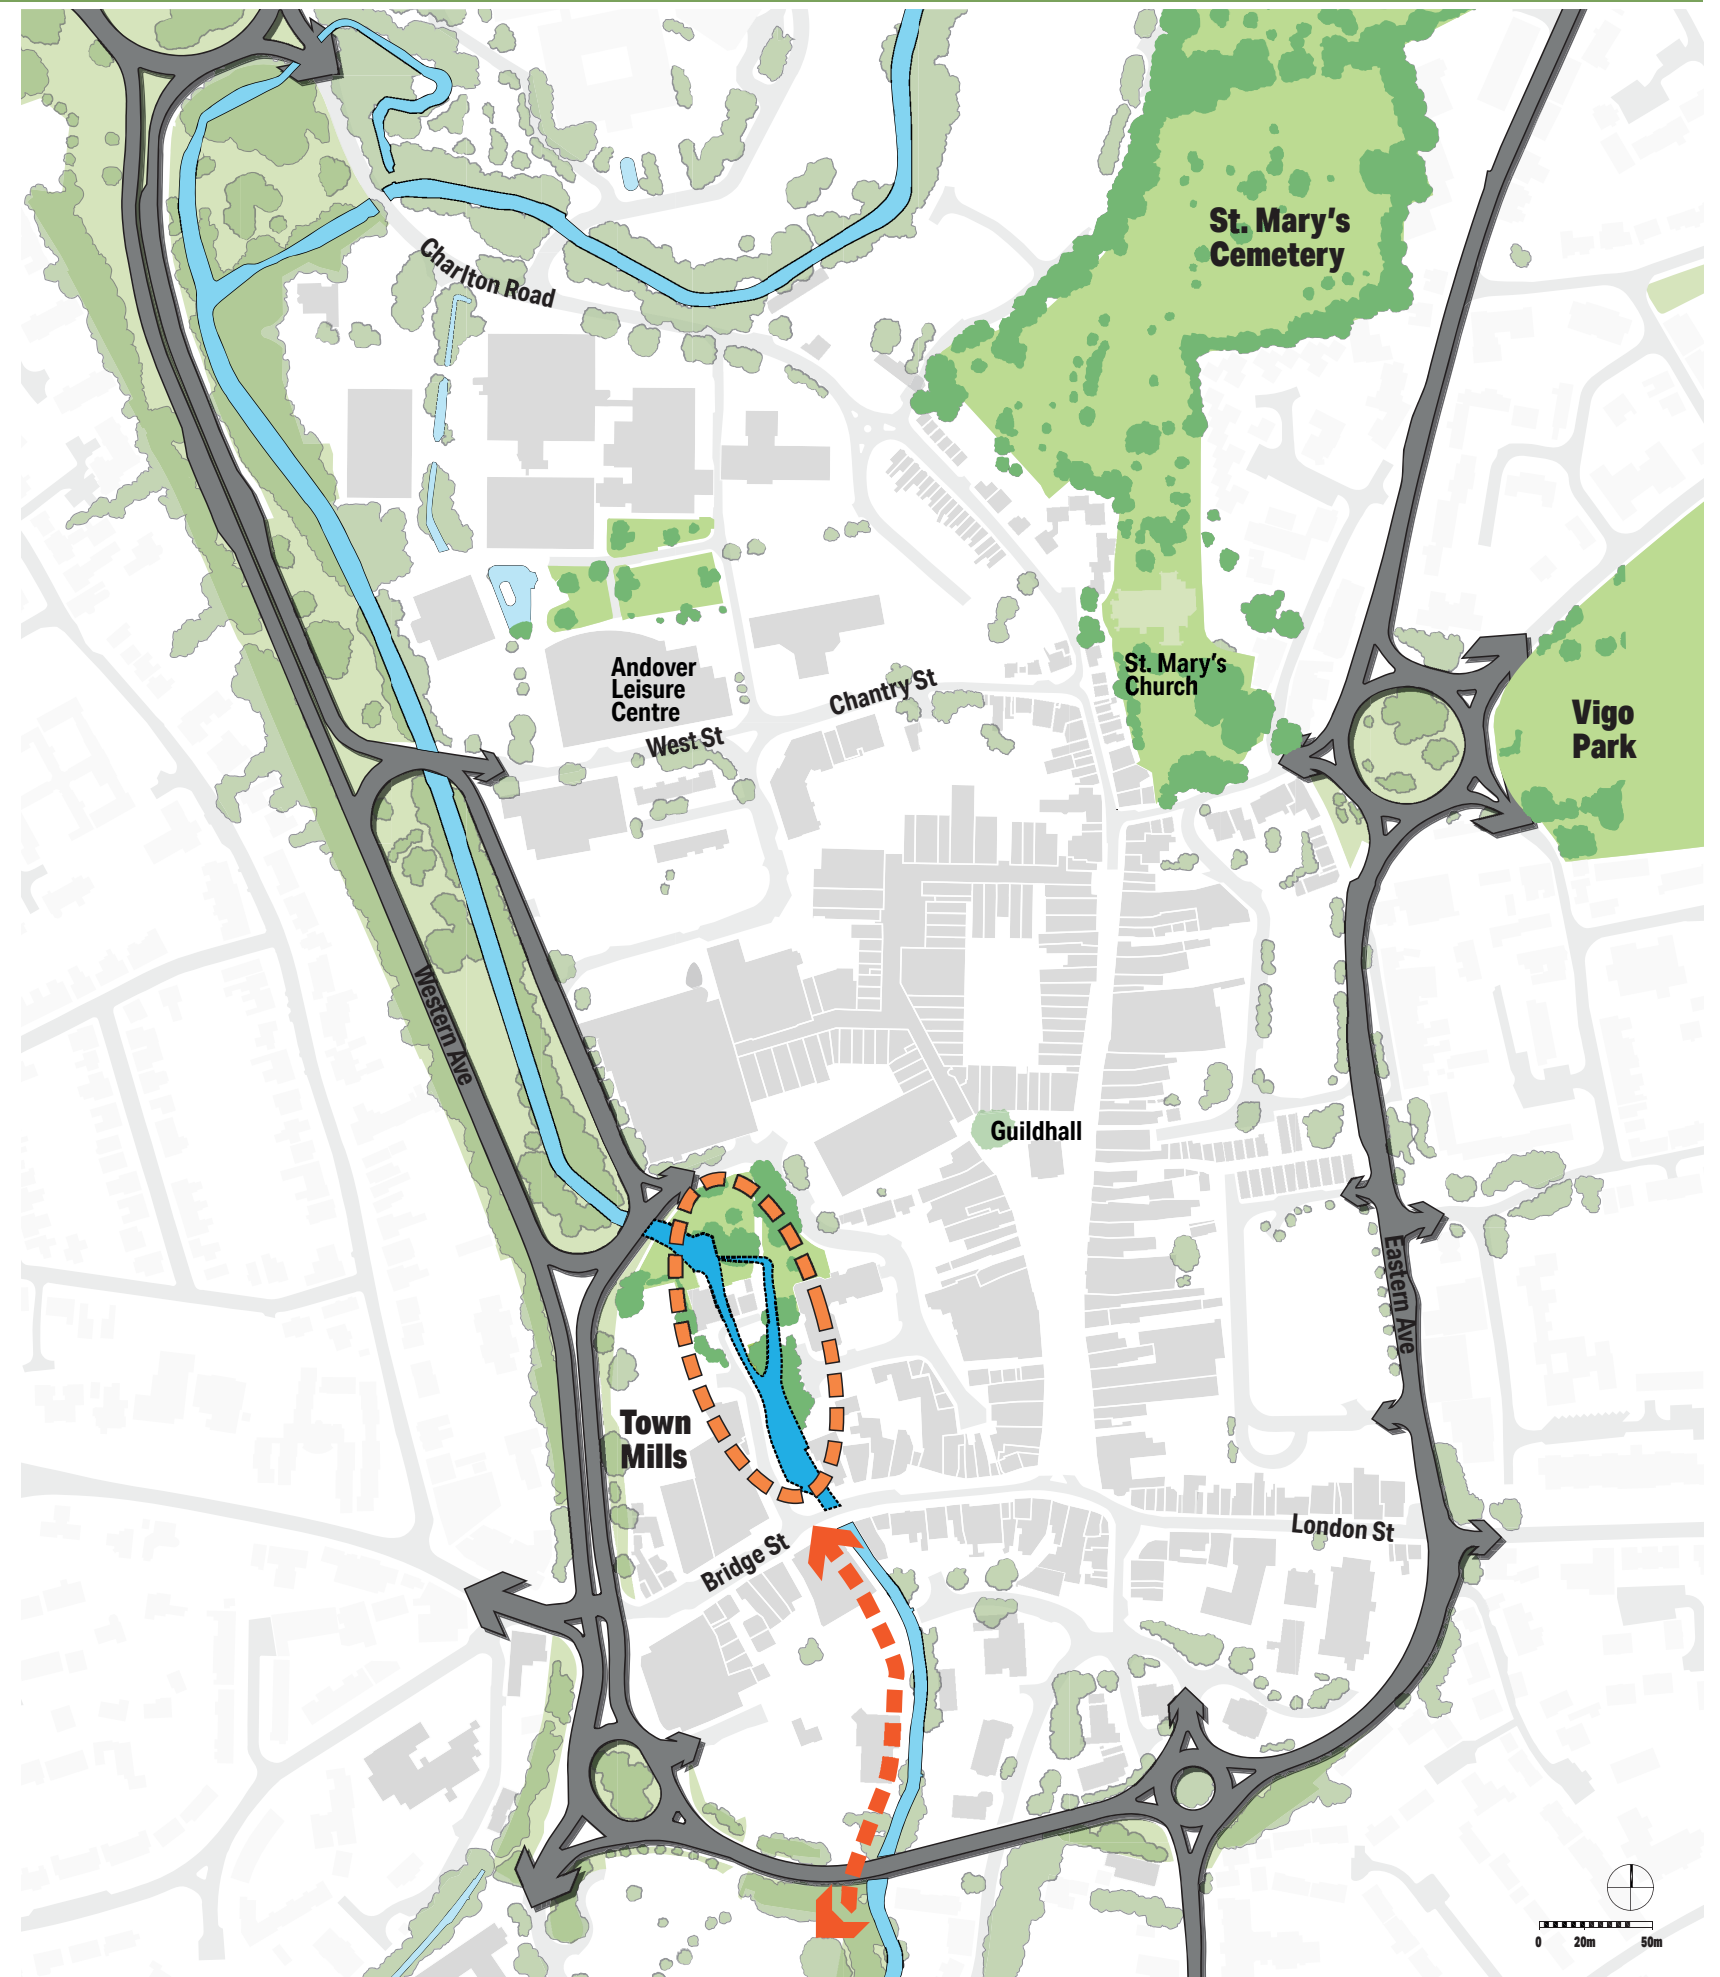 St. Mary's
Cemetery
Charlton Road
Andover
Leisure
Centre
St. Mary's
Church
Chantry St
West St
Vigo
Park
Western Ave
Guildhall
Eastern Ave
Town
Mills
London St
Bridge St
0 20m 50m